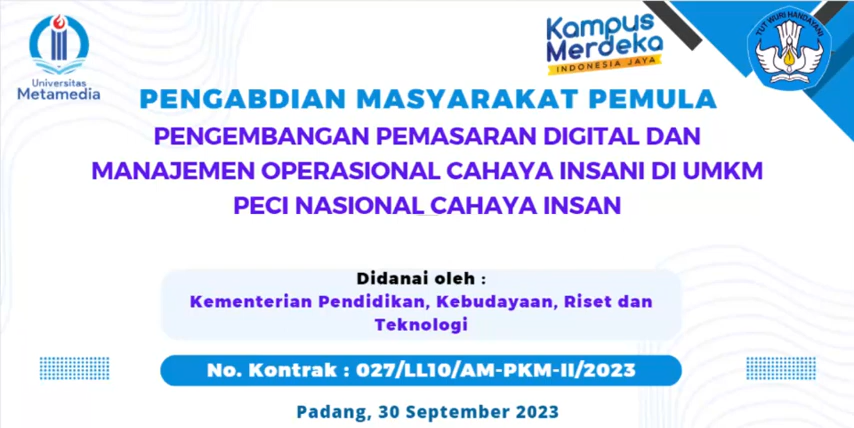 Universitas
Metamedia
Kampus
Merdeka
INDONESIA JAYA
TUT WURI HANDAYANI
PENGABDIAN MASYARAKAT PEMULA
PENGEMBANGAN PEMASARAN DIGITAL DAN
MANAJEMEN OPERASIONAL CAHAYA INSANI DI UMKM
PECI NASIONAL CAHAYA INSAN
Didanai oleh :
Kementerian Pendidikan, Kebudayaan, Riset dan
Teknologi
No. Kontrak : 027/LL10/AM-PKM-II/2023
Padang, 30 September 2023